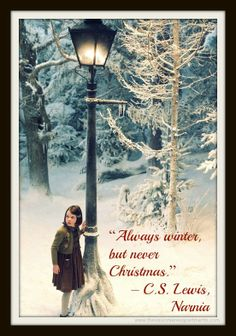 “Always winter,
but never
Christmas.”
– C.S. Lewis,
Narnia